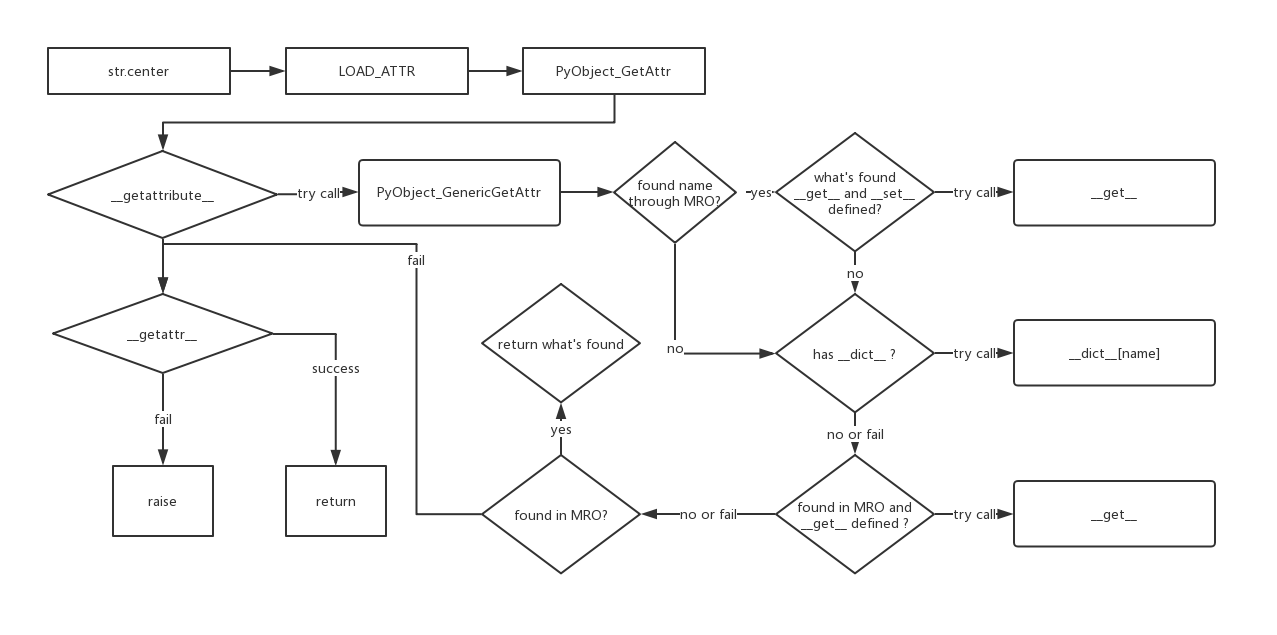 str.center
LOAD_ATTR
PyObject_GetAttr
__getattribute__
try call
PyObject_GenericGetAttr
found name
through MRO?
yes
what's found
__get__ and __set__
defined?
try call
__get__
fail
no
__getattr__
success
return what's found
no
has __dict__ ?
try call
__dict__[name]
fail
yes
no or fail
raise
return
found in MRO?
no or fail
found in MRO and
__get__ defined ?
try call
__get__